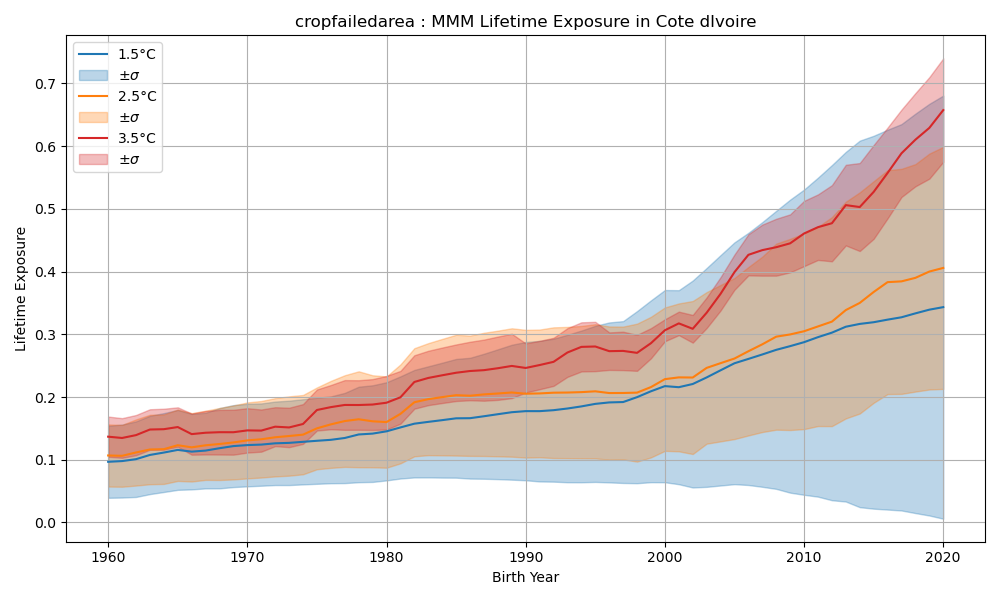 cropfailedarea : MMM Lifetime Exposure in Cote dIvoire
1.5°C
±σ
2.5°C
±σ
3.5°C
±σ
Lifetime Exposure
0.7
0.6
0.5
0.4
0.3
0.2
0.1
0.0
1960 1970 1980 1990 2000 2010 2020
Birth Year